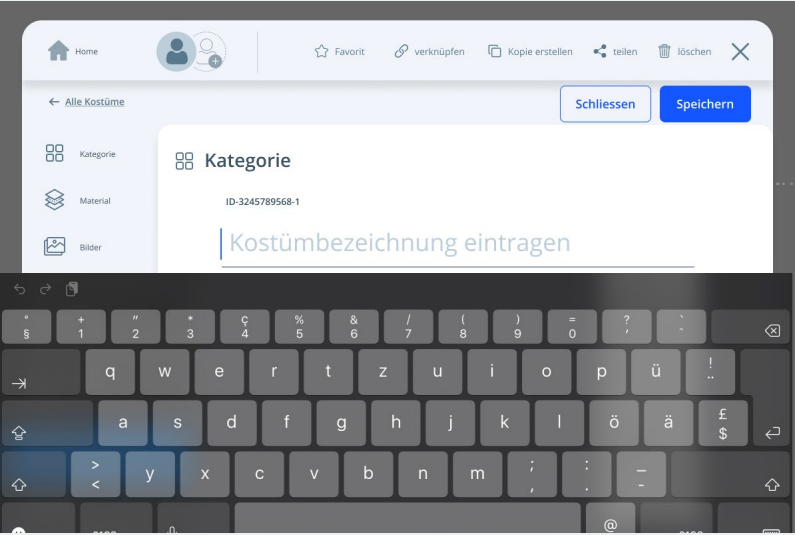 Home
Favorit verknüpfen Kopie erstellen teilen löschen
Alle Kostüme
Schliessen Speichern
Kategorie
Material
Bilder
Kategorie
ID-3245789568-1
Kostümbezeichnung eintragen
° + " * Ç % & / ( ) = ? `
§ 1 2 3 4 5 6 7 8 9 0 ' ^
q w e r t z u i o p ü ! ¨
a s d f g h j k l ö ä £ $
> < y x c v b n m ; , : . _ -
@